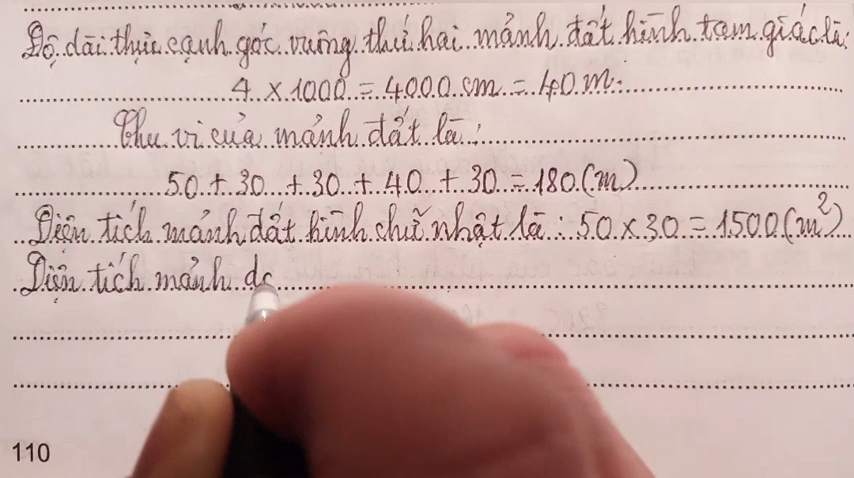 Độ dài thực cạnh góc vuông thứ hai mảnh đất hình tam giác là:
4 x 1000 = 4000 cm = 40 m.
Chu vi của mảnh đất là:
50 + 30 + 30 + 40 + 30 = 180 (m)
Diện tích mảnh đất hình chữ nhật là: 50 x 30 = 1500 (m²)
Diện tích mảnh
110